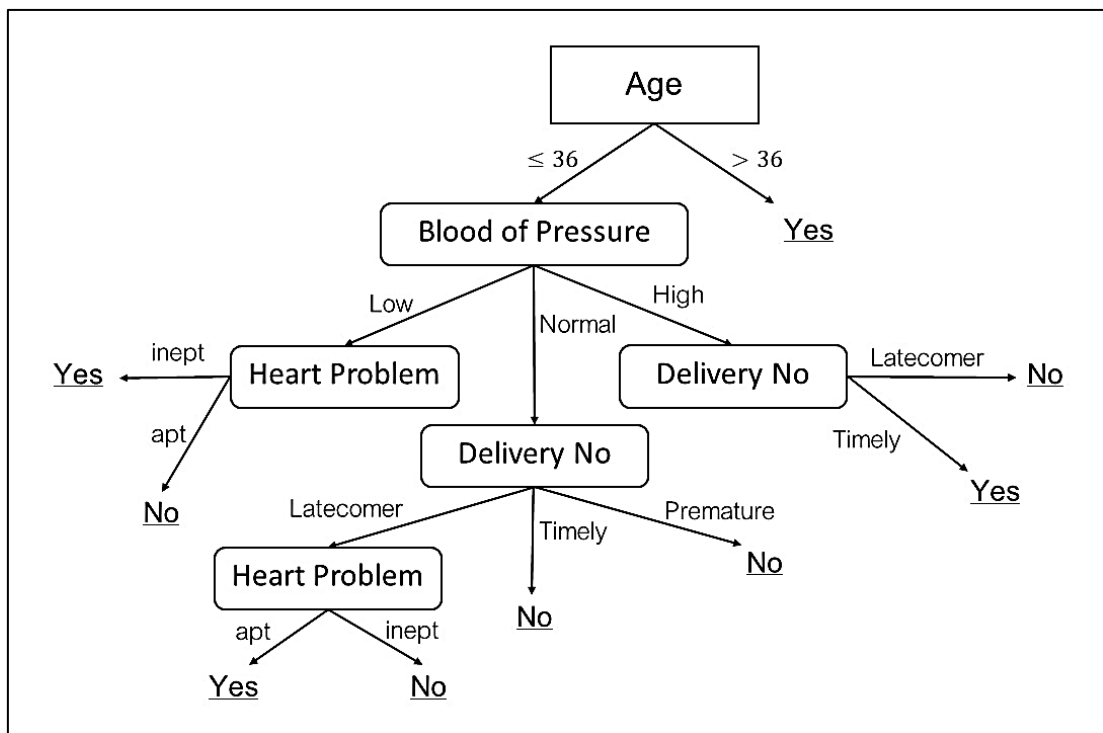 Age
≤ 36
> 36
Blood of Pressure
Yes
Low
Normal
High
inept
Yes
Heart Problem
Delivery No
Latecomer
No
apt
Timely
Delivery No
Yes
No
Latecomer
Timely
Premature
Heart Problem
No
No
apt
inept
Yes
No